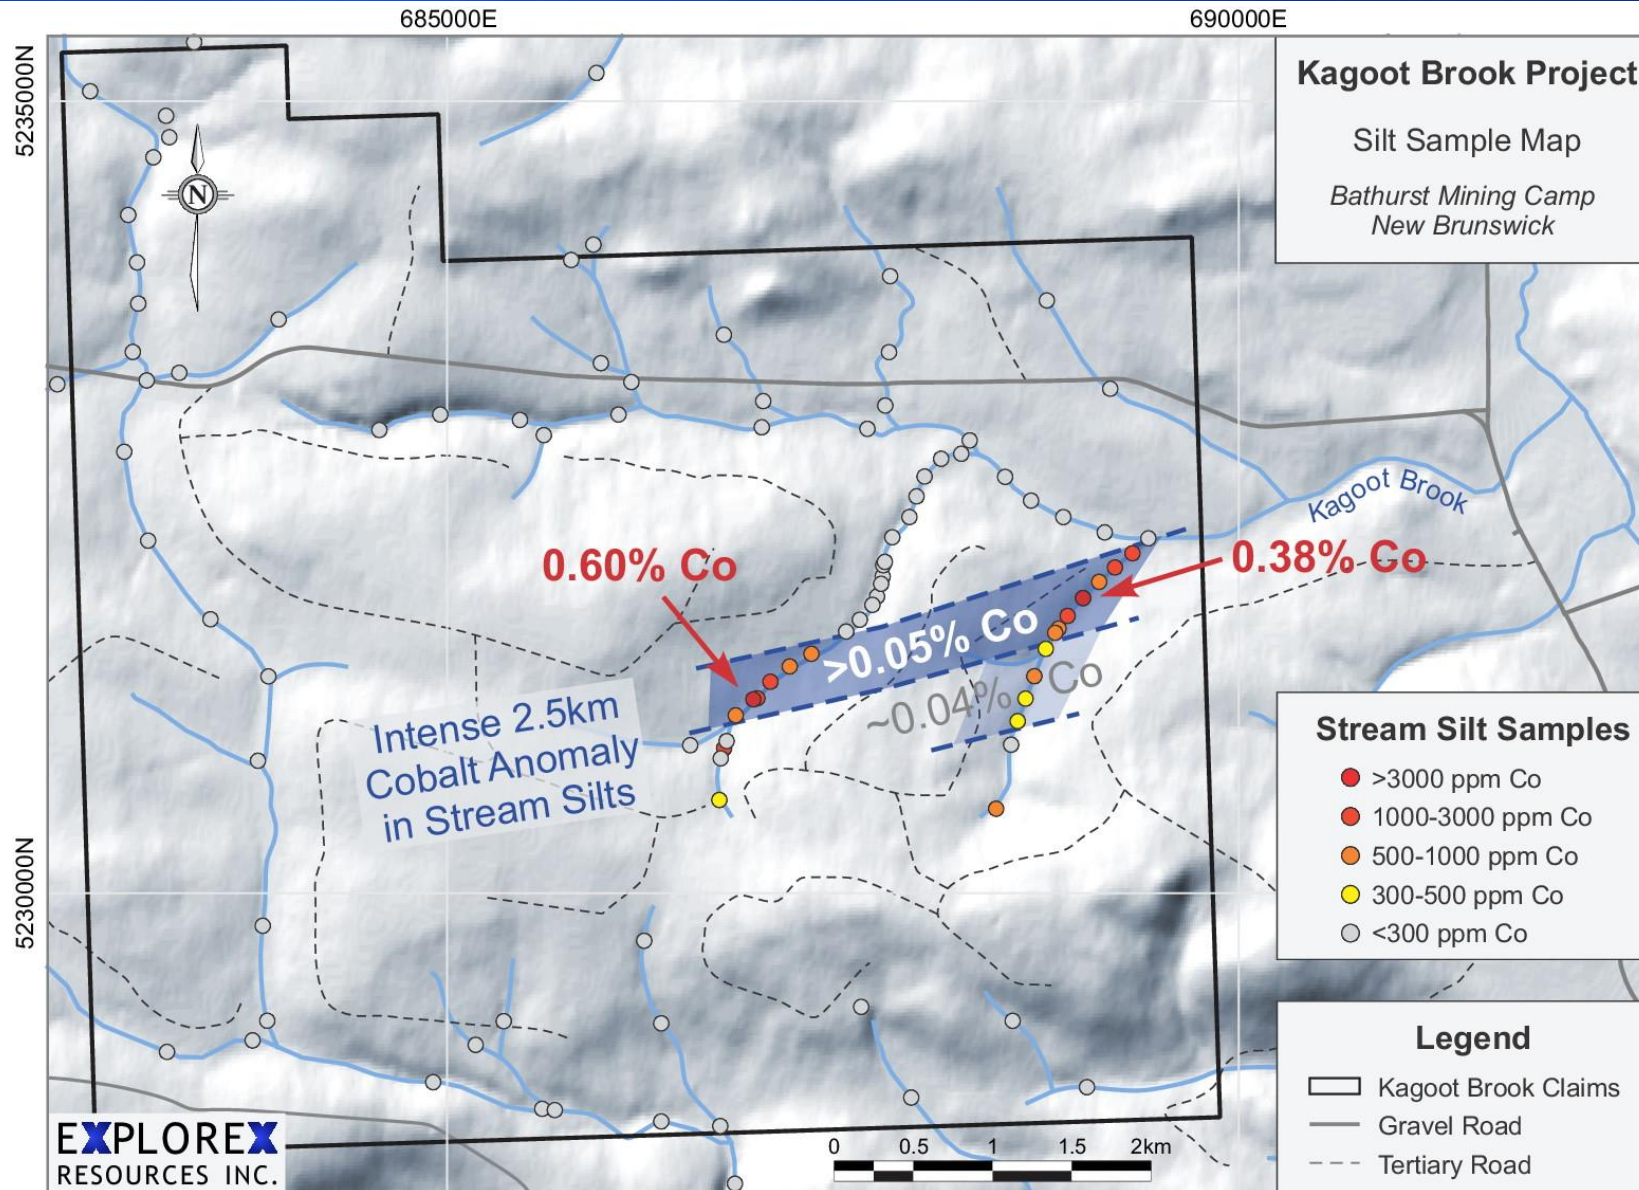 685000E
690000E
5235000N
5230000N
Kagoot Brook Project
Silt Sample Map
Bathurst Mining Camp
New Brunswick
N
Kagoot Brook
0.60% Co
0.38% Co
>0.05% Co
~0.04% Co
Intense 2.5km
Cobalt Anomaly
in Stream Silts
Stream Silt Samples
>3000 ppm Co
1000-3000 ppm Co
500-1000 ppm Co
300-500 ppm Co
<300 ppm Co
Legend
Kagoot Brook Claims
Gravel Road
Tertiary Road
EXPLOREX
RESOURCES INC.
0 0.5 1 1.5 2km